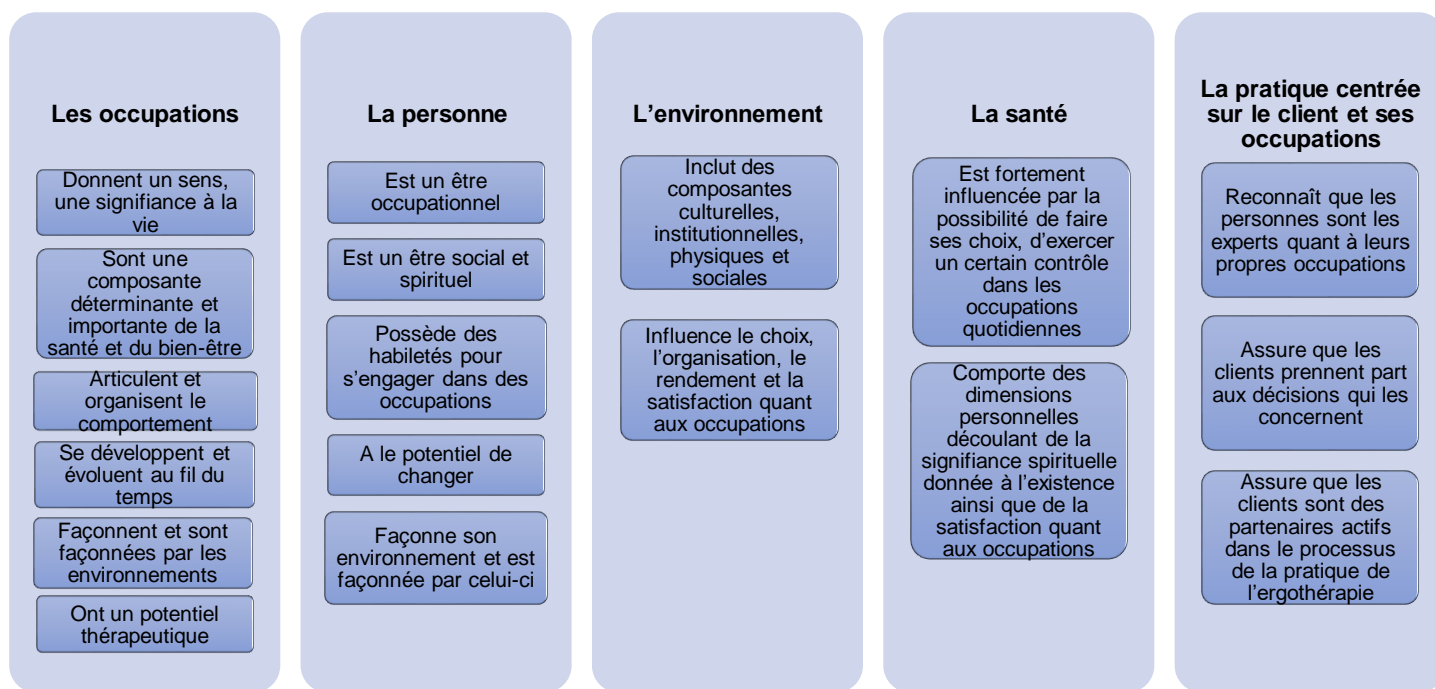 Les occupations
Donnent un sens,
une signifiance à la
vie
Sont une
composante
déterminante et
importante de la
santé et du bien-être
Articulent et
organisent le
comportement
Se développent et
évoluent au fil du
temps
Façonnent et sont
façonnées par les
environnements
Ont un potentiel
thérapeutique
La personne
Est un être
occupationnel
Est un être social et
spirituel
Possède des
habiletés pour
s’engager dans des
occupations
A le potentiel de
changer
Façonne son
environnement et est
façonnée par celui-ci
L’environnement
Inclut des
composantes
culturelles,
institutionnelles,
physiques et
sociales
Influence le choix,
l’organisation, le
rendement et la
satisfaction quant
aux occupations
La santé
Est fortement
influencée par la
possibilité de faire
ses choix, d’exercer
un certain contrôle
dans les
occupations
quotidiennes
Comporte des
dimensions
personnelles
découlant de la
signifiance spirituelle
donnée à l’existence
ainsi que de la
satisfaction quant
aux occupations
La pratique centrée
sur le client et ses
occupations
Reconnaît que les
personnes sont les
experts quant à leurs
propres occupations
Assure que les
clients prennent part
aux décisions qui les
concernent
Assure que les
clients sont des
partenaires actifs
dans le processus
de la pratique de
l’ergothérapie